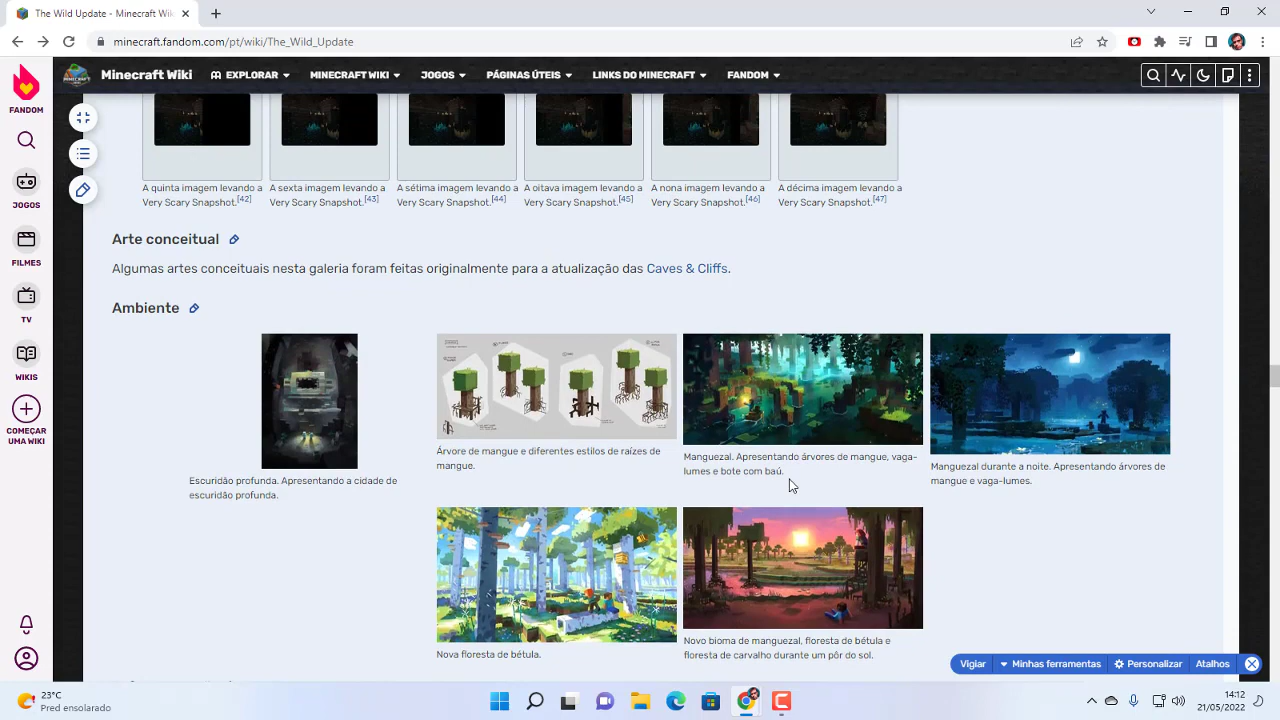 The Wild Update - Minecraft Wiki
minecraft.fandom.com/pt/wiki/The_Wild_Update
FANDOM
Minecraft Wiki
EXPLORAR
MINECRAFT WIKI
JOGOS
PÁGINAS ÚTEIS
LINKS DO MINECRAFT
FANDOM
JOGOS
FILMES
TV
WIKIS
COMEÇAR
UMA WIKI
A quinta imagem levando a
Very Scary Snapshot.[42]
A sexta imagem levando a
Very Scary Snapshot.[43]
A sétima imagem levando a
Very Scary Snapshot.[44]
A oitava imagem levando a
Very Scary Snapshot.[45]
A nona imagem levando a
Very Scary Snapshot.[46]
A décima imagem levando a
Very Scary Snapshot.[47]
Arte conceitual
Algumas artes conceituais nesta galeria foram feitas originalmente para a atualização das Caves & Cliffs.
Ambiente
Escuridão profunda. Apresentando a cidade de
escuridão profunda.
Árvore de mangue e diferentes estilos de raízes de
mangue.
Manguezal. Apresentando árvores de mangue, vaga-
lumes e bote com baú.
Manguezal durante a noite. Apresentando árvores de
mangue e vaga-lumes.
Nova floresta de bétula.
Novo bioma de manguezal, floresta de bétula e
floresta de carvalho durante um pôr do sol.
Vigiar
Minhas ferramentas
Personalizar
Atalhos
23°C
Pred ensolarado
14:12
21/05/2022